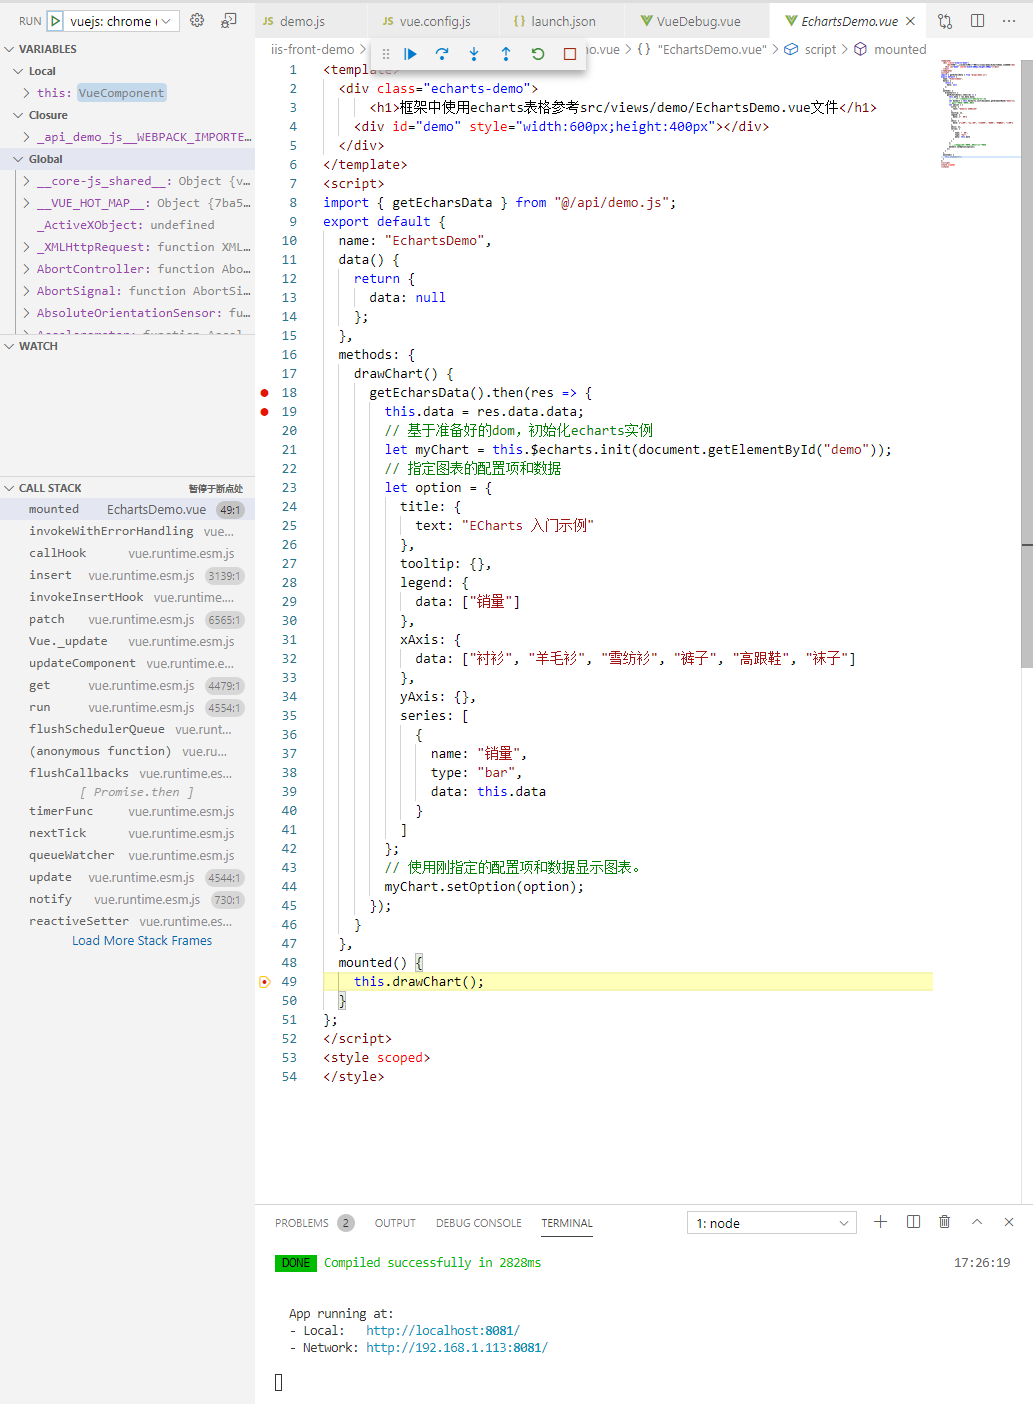 RUN vuejs: chrome
demo.js
vue.config.js
launch.json
VueDebug.vue
EchartsDemo.vue
iis-front-demo
mo.vue > {} "EchartsDemo.vue" > script > mounted
VARIABLES
Local
this: VueComponent
Closure
_api_demo_js__WEBPACK_IMPORTE…
Global
__core-js_shared__: Object {v…
__VUE_HOT_MAP__: Object {7ba5…
_ActiveXObject: undefined
_XMLHttpRequest: function XML…
AbortController: function Abo…
AbortSignal: function AbortSi…
AbsoluteOrientationSensor: fu…
WATCH
CALL STACK 暂停于断点处
mounted EchartsDemo.vue 49:1
invokeWithErrorHandling vue...
callHook vue.runtime.esm.js
insert vue.runtime.esm.js 3139:1
invokeInsertHook vue.runtime....
patch vue.runtime.esm.js 6565:1
Vue._update vue.runtime.esm.js
updateComponent vue.runtime.e...
get vue.runtime.esm.js 4479:1
run vue.runtime.esm.js 4554:1
flushSchedulerQueue vue.runt...
(anonymous function) vue.ru...
flushCallbacks vue.runtime.es...
[ Promise.then ]
timerFunc vue.runtime.esm.js
nextTick vue.runtime.esm.js
queueWatcher vue.runtime.esm.js
update vue.runtime.esm.js 4544:1
notify vue.runtime.esm.js 730:1
reactiveSetter vue.runtime.es...
Load More Stack Frames
1 <templat
2 <div class="echarts-demo">
3 <h1>框架中使用echarts表格参考src/views/demo/EchartsDemo.vue文件</h1>
4 <div id="demo" style="width:600px;height:400px"></div>
5 </div>
6 </template>
7 <script>
8 import { getEcharsData } from "@/api/demo.js";
9 export default {
10 name: "EchartsDemo",
11 data() {
12 return {
13 data: null
14 };
15 },
16 methods: {
17 drawChart() {
18 getEcharsData().then(res => {
19 this.data = res.data.data;
20 // 基于准备好的dom，初始化echarts实例
21 let myChart = this.$echarts.init(document.getElementById("demo"));
22 // 指定图表的配置项和数据
23 let option = {
24 title: {
25 text: "ECharts 入门示例"
26 },
27 tooltip: {},
28 legend: {
29 data: ["销量"]
30 },
31 xAxis: {
32 data: ["衬衫", "羊毛衫", "雪纺衫", "裤子", "高跟鞋", "袜子"]
33 },
34 yAxis: {},
35 series: [
36 {
37 name: "销量",
38 type: "bar",
39 data: this.data
40 }
41 ]
42 };
43 // 使用刚指定的配置项和数据显示图表。
44 myChart.setOption(option);
45 });
46 }
47 },
48 mounted() {
49 this.drawChart();
50 }
51 };
52 </script>
53 <style scoped>
54 </style>
PROBLEMS 2 OUTPUT DEBUG CONSOLE TERMINAL 1: node
DONE Compiled successfully in 2828ms 17:26:19
App running at:
- Local: http://localhost:8081/
- Network: http://192.168.1.113:8081/